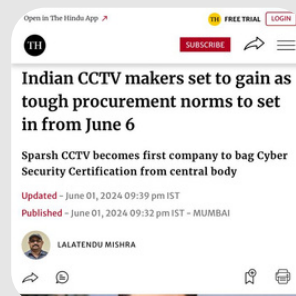 Open in The Hindu App
TH FREE TRIAL LOGIN
TH SUBSCRIBE
Indian CCTV makers set to gain as
tough procurement norms to set
in from June 6
Sparsh CCTV becomes first company to bag Cyber
Security Certification from central body
Updated - June 01, 2024 09:39 pm IST
Published - June 01, 2024 09:32 pm IST - MUMBAI
LALATENDU MISHRA